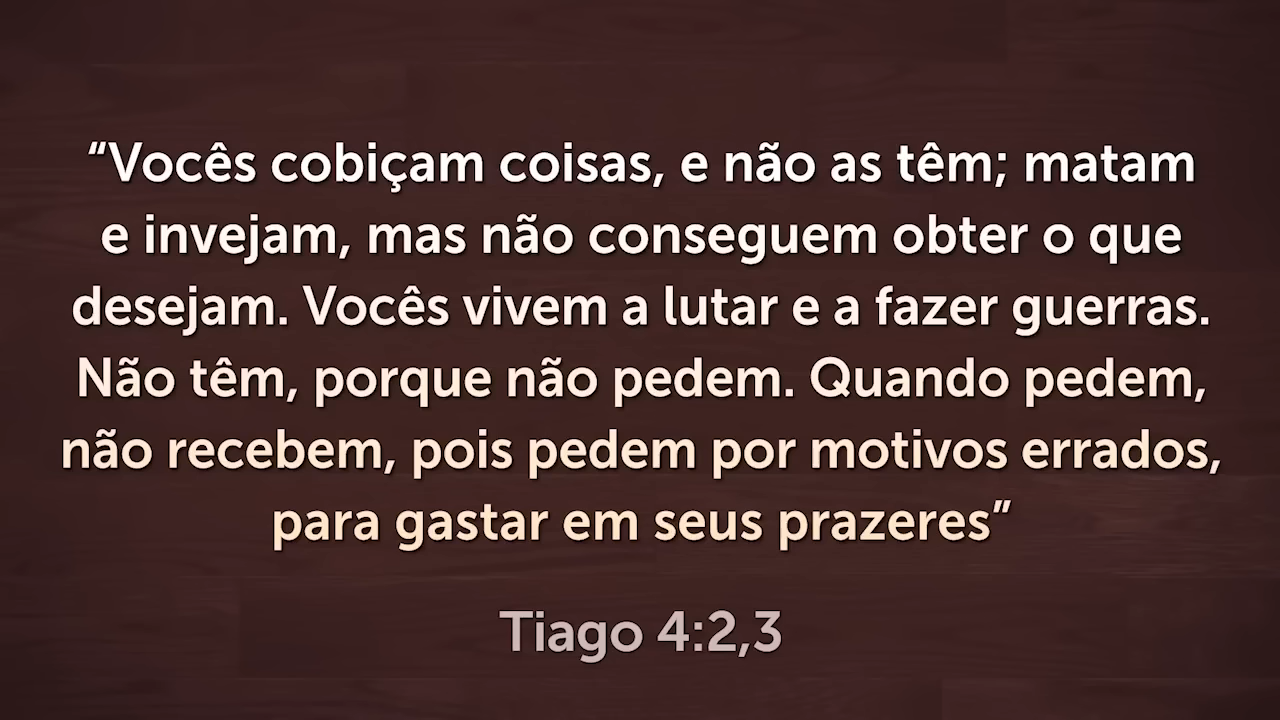 “Vocês cobiçam coisas, e não as têm; matam
e invejam, mas não conseguem obter o que
desejam. Vocês vivem a lutar e a fazer guerras.
Não têm, porque não pedem. Quando pedem,
não recebem, pois pedem por motivos errados,
para gastar em seus prazeres”
Tiago 4:2,3